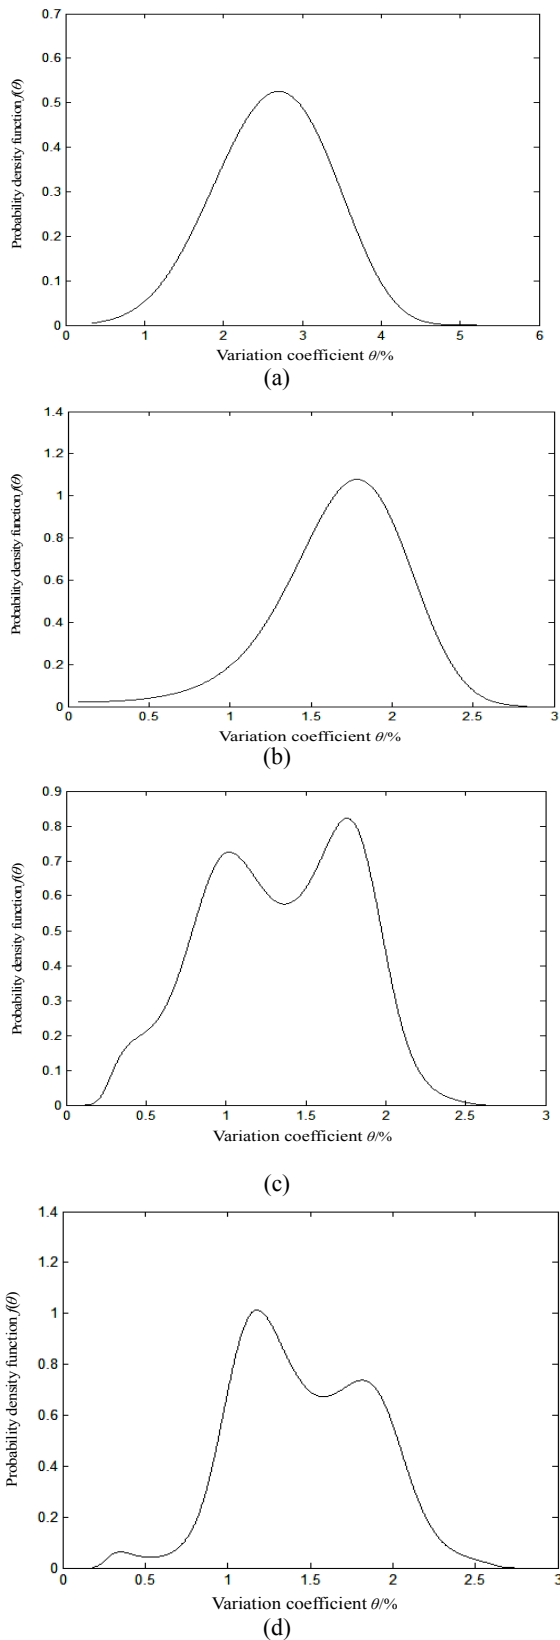 0.7
0.6
0.5
0.4
0.3
0.2
0.1
0
Probability density function f(θ)
0 1 2 3 4 5 6
Variation coefficient θ/%
(a)
1.4
1.2
1
0.8
0.6
0.4
0.2
0
Probability density function f(θ)
0 0.5 1 1.5 2 2.5 3
Variation coefficient θ/%
(b)
0.9
0.8
0.7
0.6
0.5
0.4
0.3
0.2
0.1
0
Probability density function f(θ)
0 0.5 1 1.5 2 2.5 3
Variation coefficient θ/%
(c)
1.4
1.2
1
0.8
0.6
0.4
0.2
0
Probability density function f(θ)
0 0.5 1 1.5 2 2.5 3
Variation coefficient θ/%
(d)